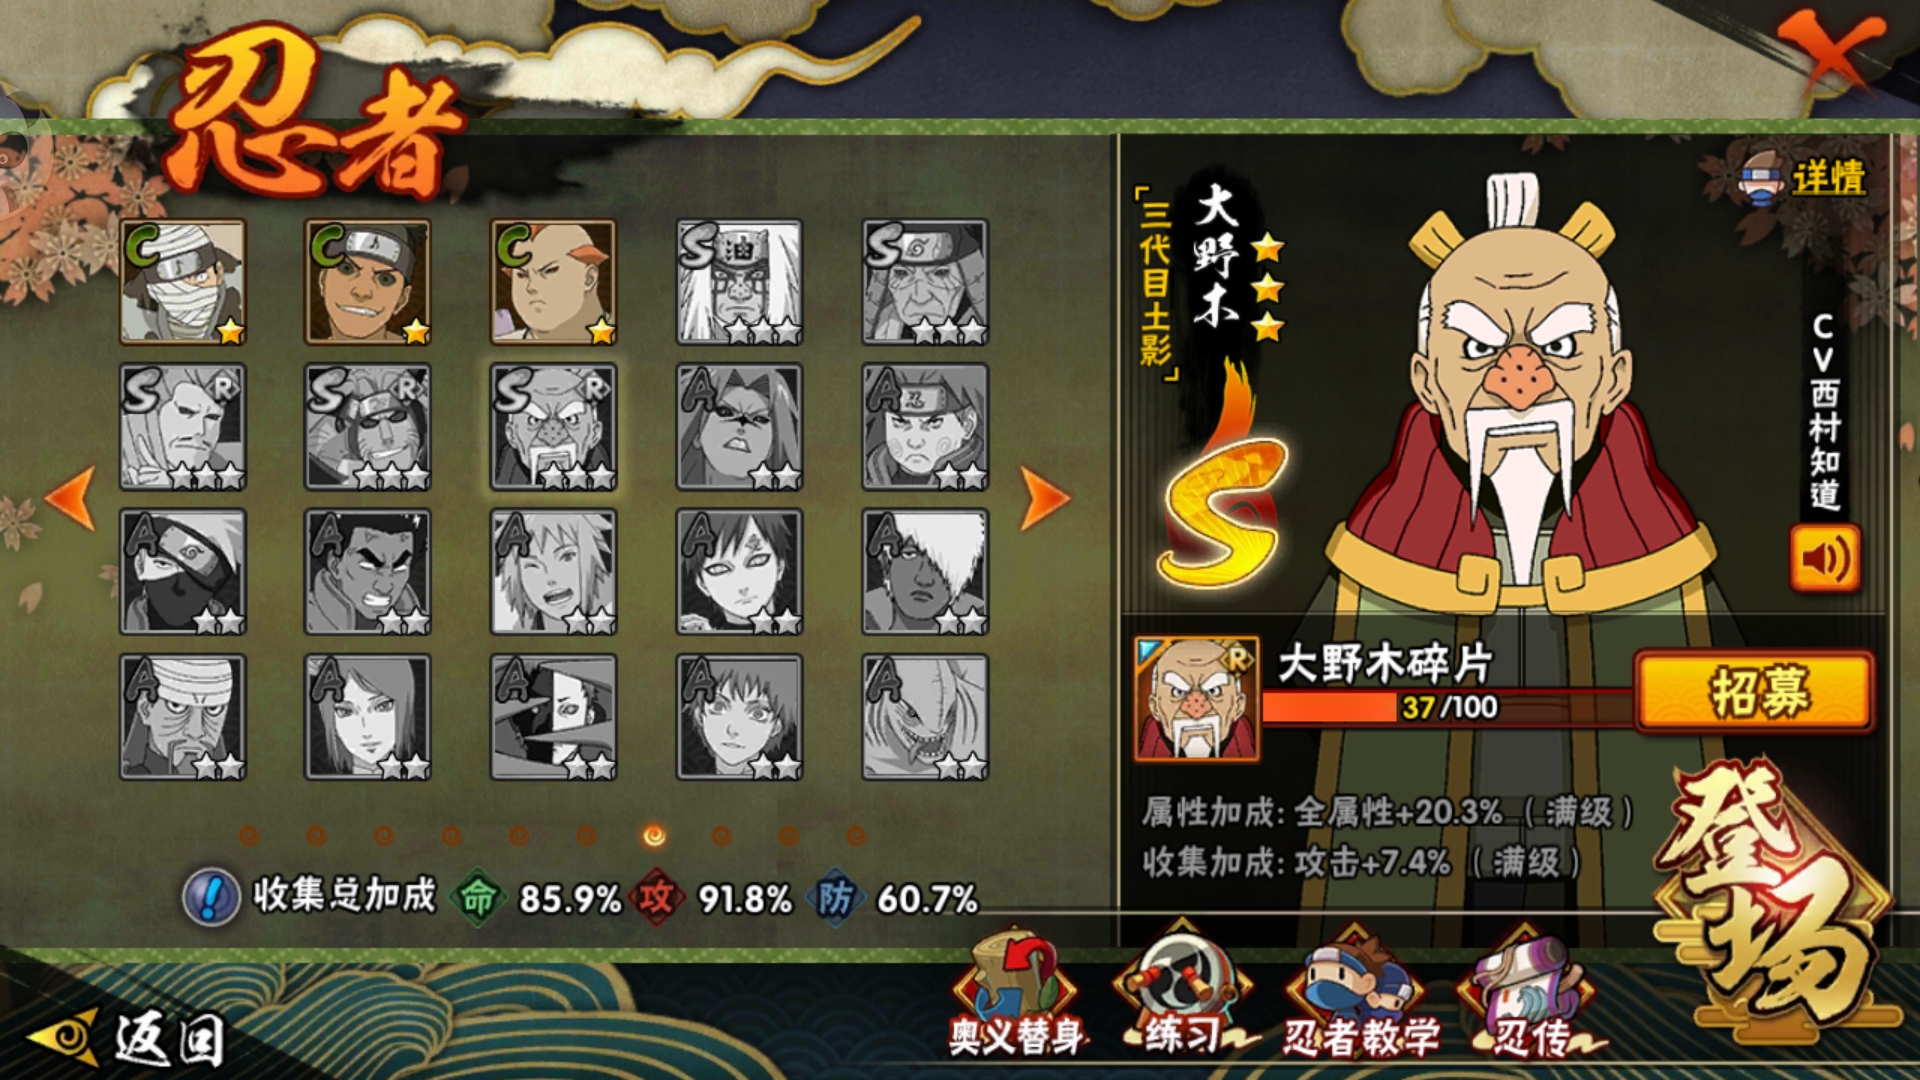 忍者
C
C
C
S
S
油
S R
S R
S R
A
A
忍
A
A
A
A
A
A
A
A
A
A
收集总加成 命 85.9% 攻 91.8% 防 60.7%
返回
「三代目土影」
大野木
S
详情
CV西村知道
R
大野木碎片
37/100
招募
属性加成: 全属性+20.3% (满级)
收集加成: 攻击+7.4% (满级)
登场
奥义替身
练习
忍者教学
忍传